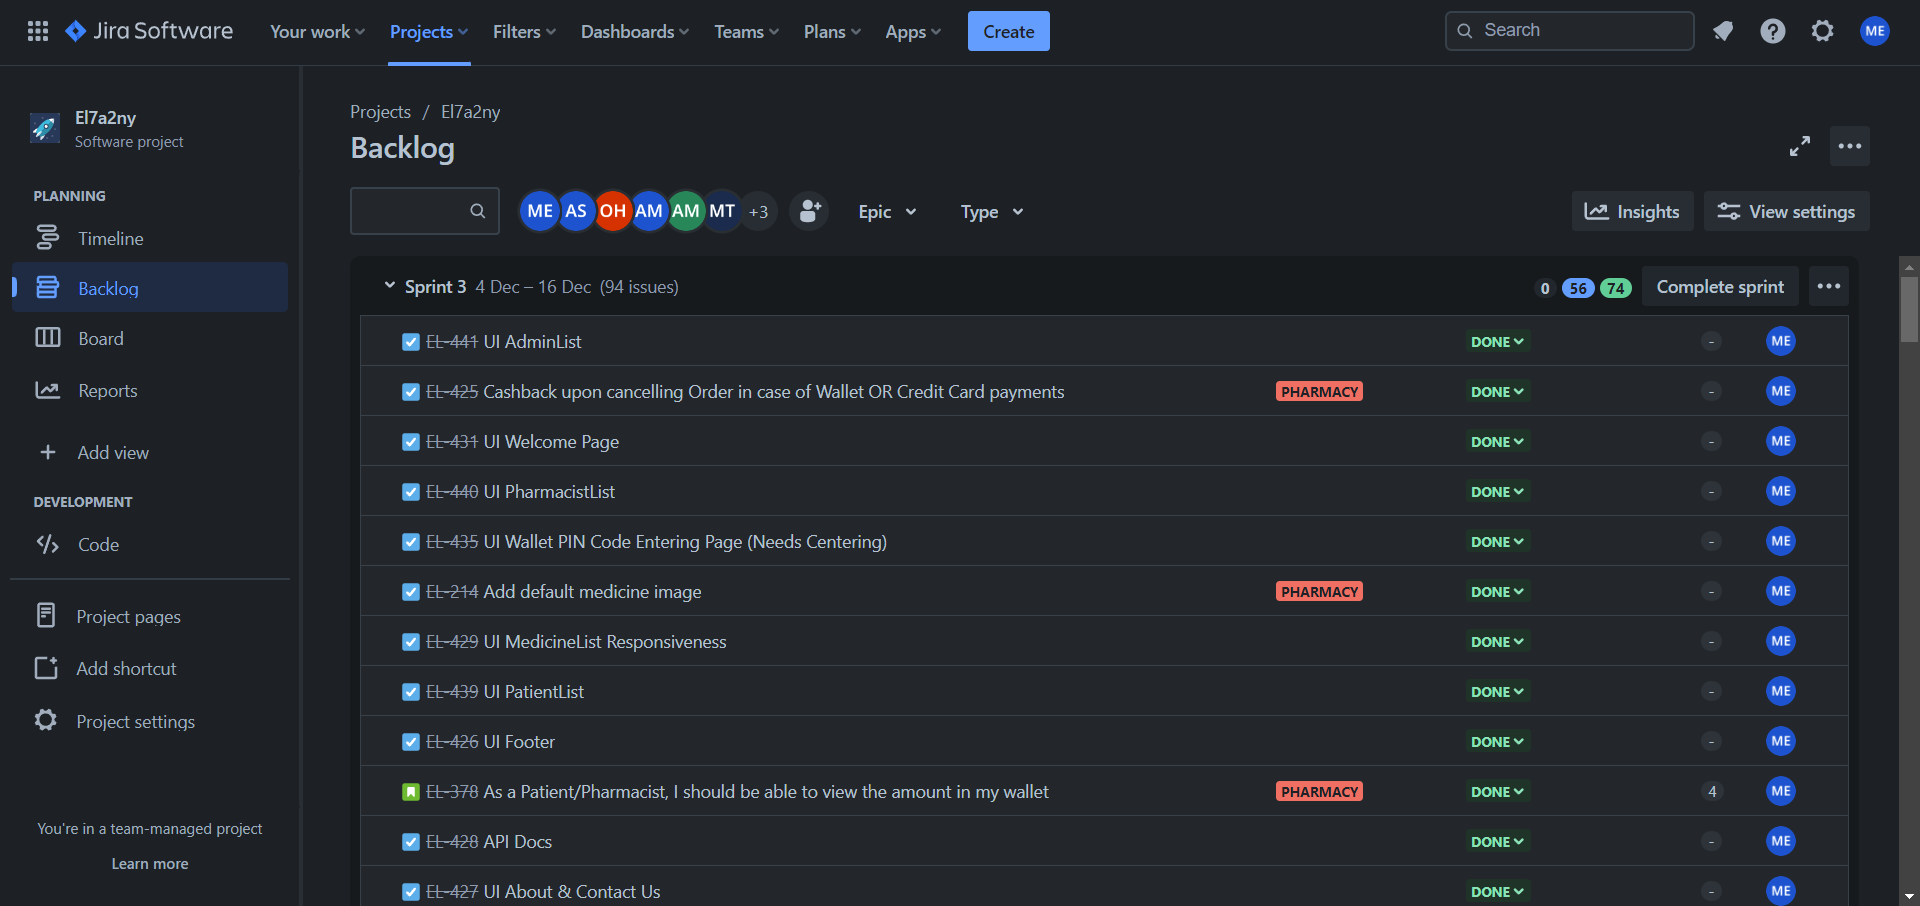 Jira Software Your work Projects Filters Dashboards Teams Plans Apps Create Search ME
El7a2ny
Software project
PLANNING
Timeline
Backlog
Board
Reports
Add view
DEVELOPMENT
Code
Project pages
Add shortcut
Project settings
You're in a team-managed project
Learn more
Projects / El7a2ny
Backlog
ME AS OH AM AM MT +3 Epic Type Insights View settings
Sprint 3 4 Dec – 16 Dec (94 issues) 0 56 74 Complete sprint
EL-441 UI AdminList DONE - ME
EL-425 Cashback upon cancelling Order in case of Wallet OR Credit Card payments PHARMACY DONE - ME
EL-431 UI Welcome Page DONE - ME
EL-440 UI PharmacistList DONE - ME
EL-435 UI Wallet PIN Code Entering Page (Needs Centering) DONE - ME
EL-214 Add default medicine image PHARMACY DONE - ME
EL-429 UI MedicineList Responsiveness DONE - ME
EL-439 UI PatientList DONE - ME
EL-426 UI Footer DONE - ME
EL-378 As a Patient/Pharmacist, I should be able to view the amount in my wallet PHARMACY DONE 4 ME
EL-428 API Docs DONE - ME
EL-427 UI About & Contact Us DONE - ME